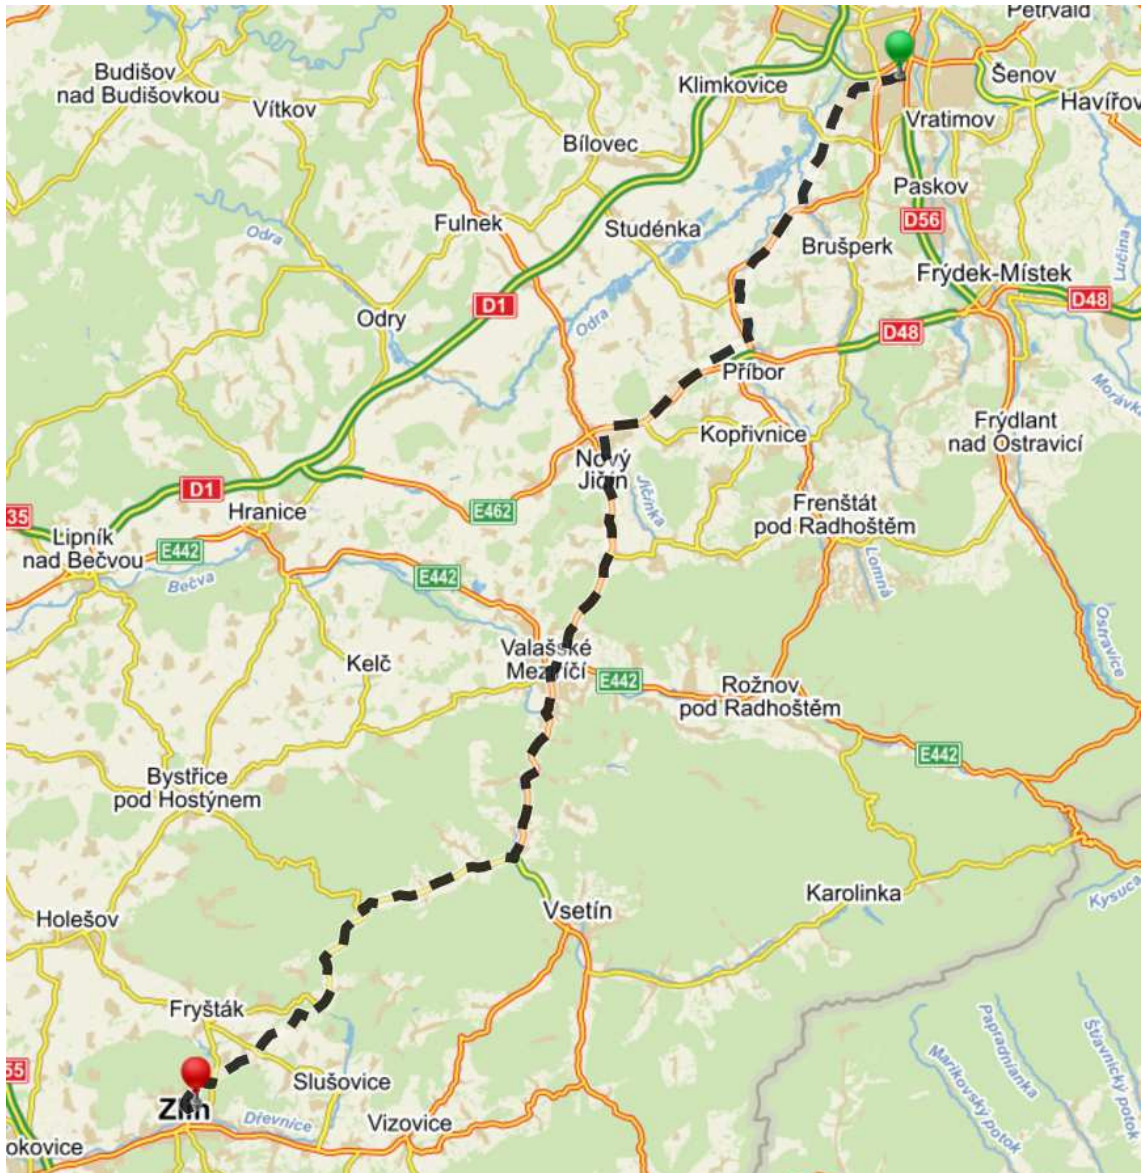 Petřvald
Budišov
nad Budišovkou
Klimkovice
Šenov
Vítkov
Havířov
Vratimov
Bílovec
Paskov
D56
Fulnek
Studénka
Brušperk
Odra
Lučina
Frýdek-Místek
D1
D48
Odry
Odra
D48
Příbor
Morávk
Frýdlant
nad Ostravicí
Kopřivnice
Nový
Jičín
Jičínka
D1
Hranice
E462
Frenštát
pod Radhoštěm
35
Lipník
nad Bečvou
E442
Bečva
E442
Lomná
Ostravice
Valašské
Meziříčí
Kelč
E442
Rožnov
pod Radhoštěm
E442
Bystřice
pod Hostýnem
Karolinka
Kysuca
Vsetín
Holešov
Fryšták
Papradnianka
Štiavnický potok
Marikovský potok
55
Slušovice
Zlín
Dřevnice
Vizovice
okovice